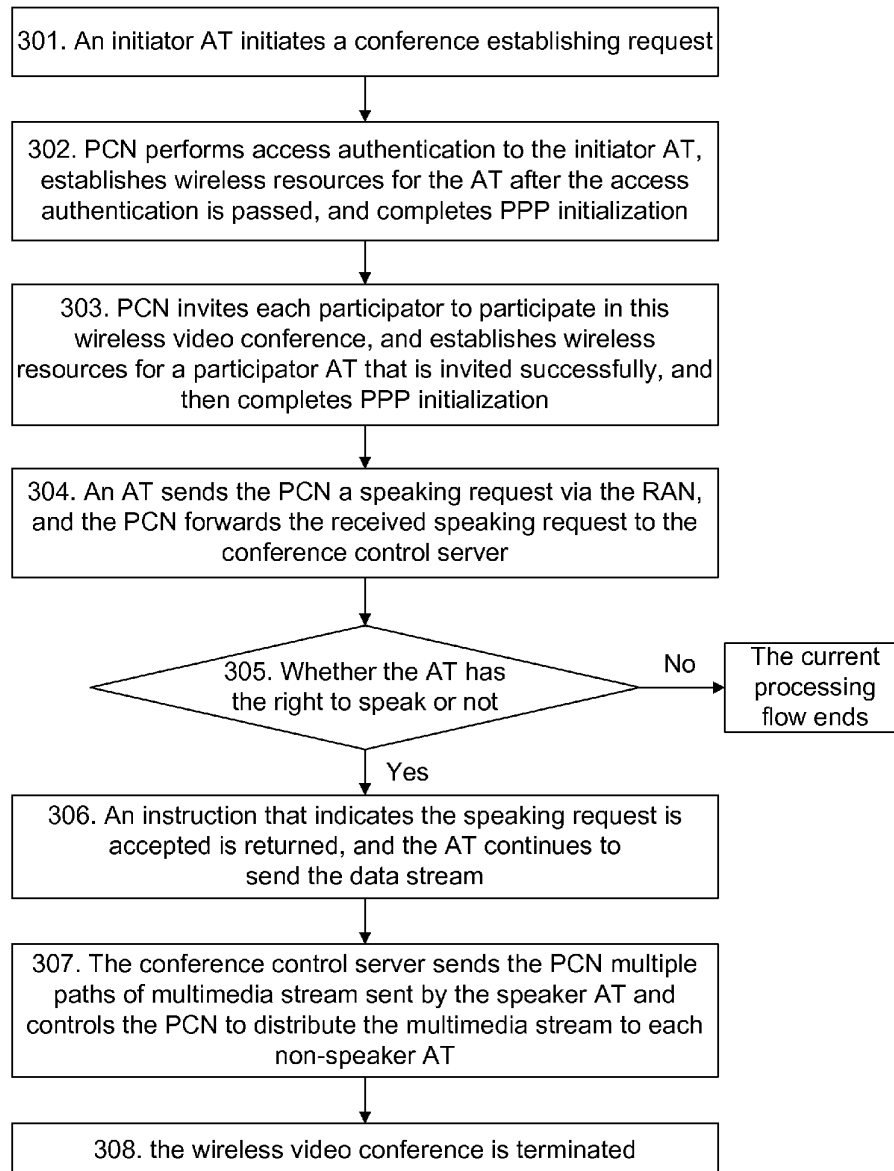 301. An initiator AT initiates a conference establishing request
302. PCN performs access authentication to the initiator AT,
establishes wireless resources for the AT after the access
authentication is passed, and completes PPP initialization
303. PCN invites each participator to participate in this
wireless video conference, and establishes wireless
resources for a participator AT that is invited successfully, and
then completes PPP initialization
304. An AT sends the PCN a speaking request via the RAN,
and the PCN forwards the received speaking request to the
conference control server
305. Whether the AT has
the right to speak or not
No
The current
processing
flow ends
Yes
306. An instruction that indicates the speaking request is
accepted is returned, and the AT continues to
send the data stream
307. The conference control server sends the PCN multiple
paths of multimedia stream sent by the speaker AT and
controls the PCN to distribute the multimedia stream to each
non-speaker AT
308. the wireless video conference is terminated